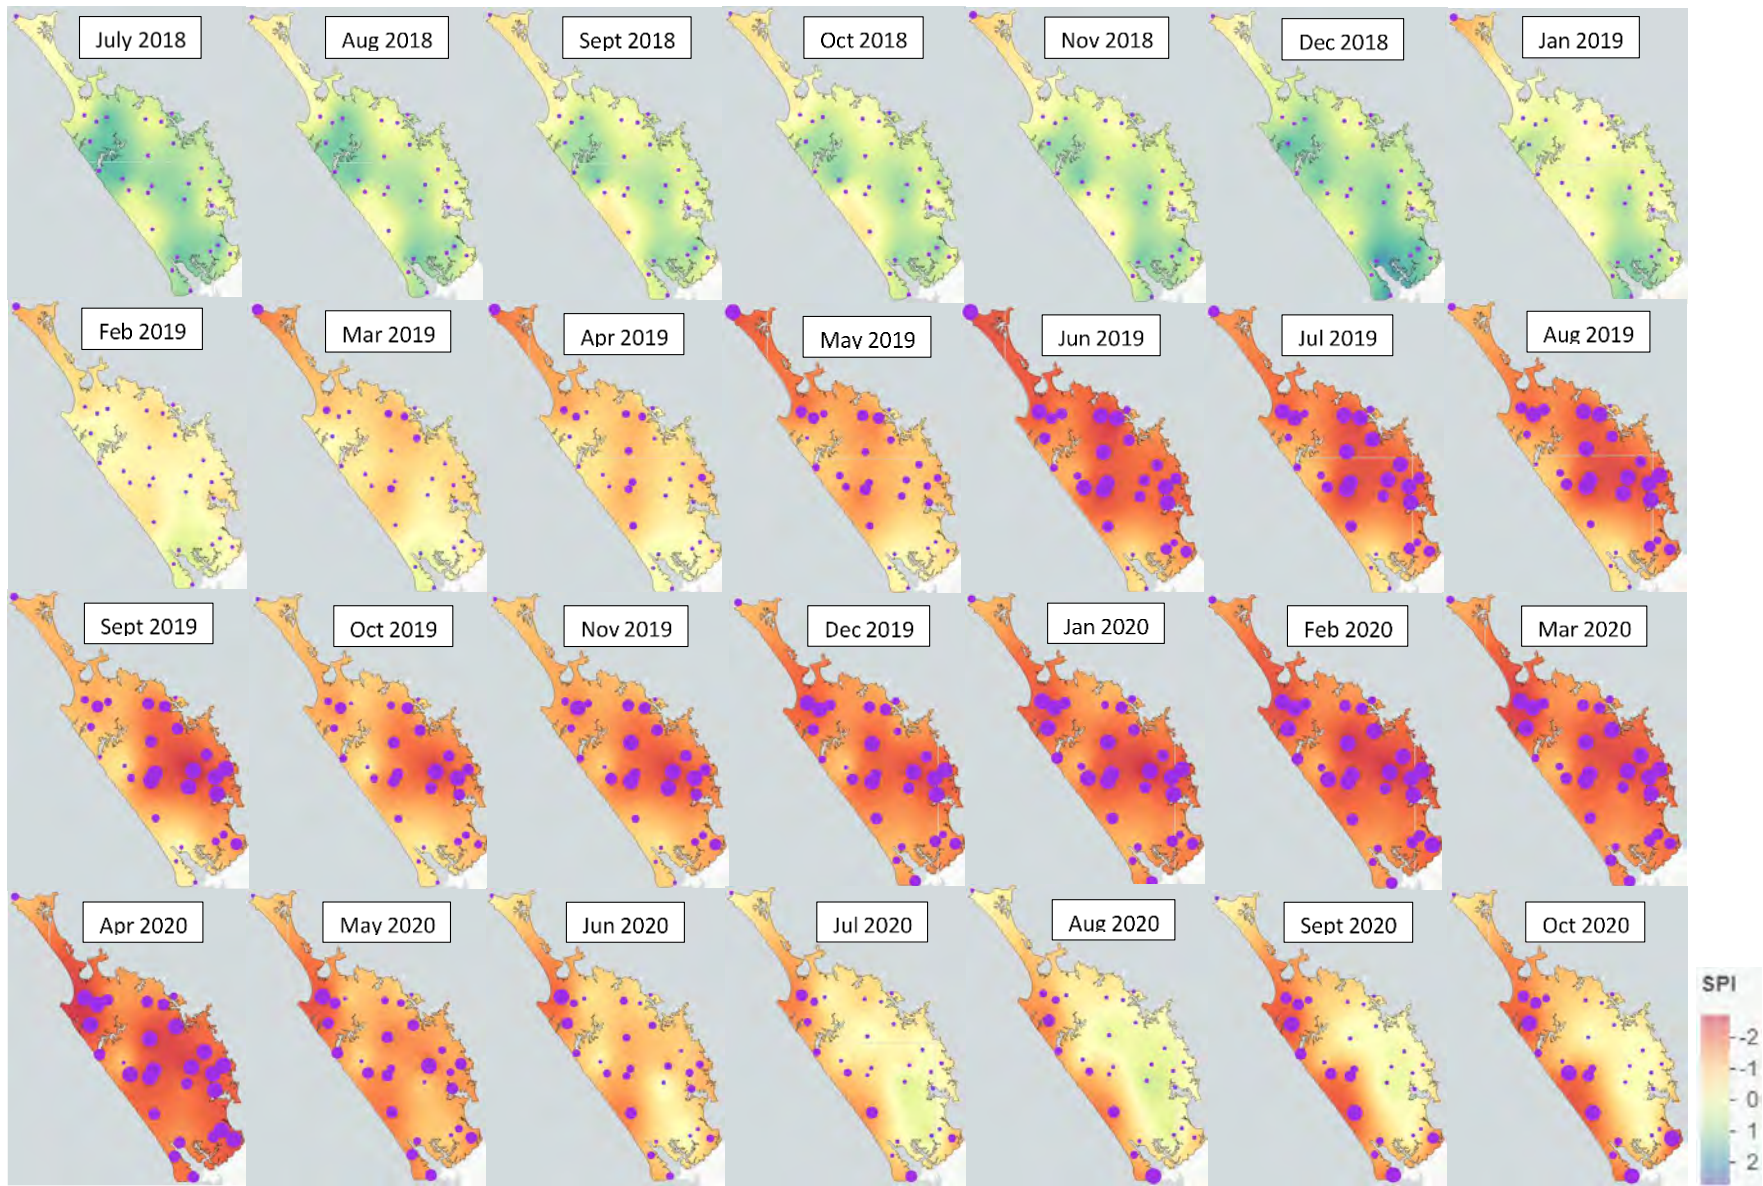 July 2018
Aug 2018
Sept 2018
Oct 2018
Nov 2018
Dec 2018
Jan 2019
Feb 2019
Mar 2019
Apr 2019
May 2019
Jun 2019
Jul 2019
Aug 2019
Sept 2019
Oct 2019
Nov 2019
Dec 2019
Jan 2020
Feb 2020
Mar 2020
Apr 2020
May 2020
Jun 2020
Jul 2020
Aug 2020
Sept 2020
Oct 2020
SPI
-2
-1
0
1
2